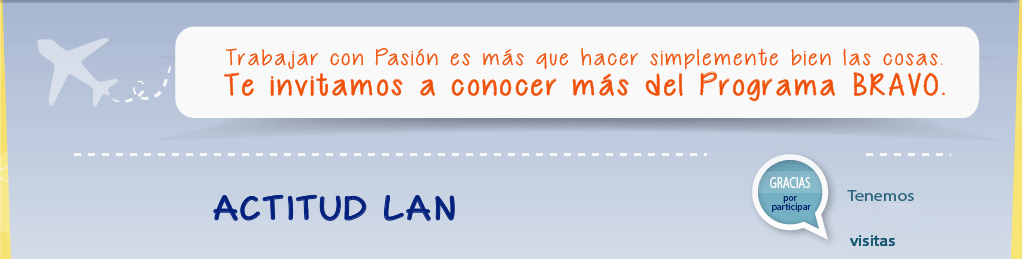 Trabajar con Pasión es más que hacer simplemente bien las cosas.
Te invitamos a conocer más del Programa BRAVO.
ACTITUD LAN
GRACIAS
por
participar
Tenemos
visitas